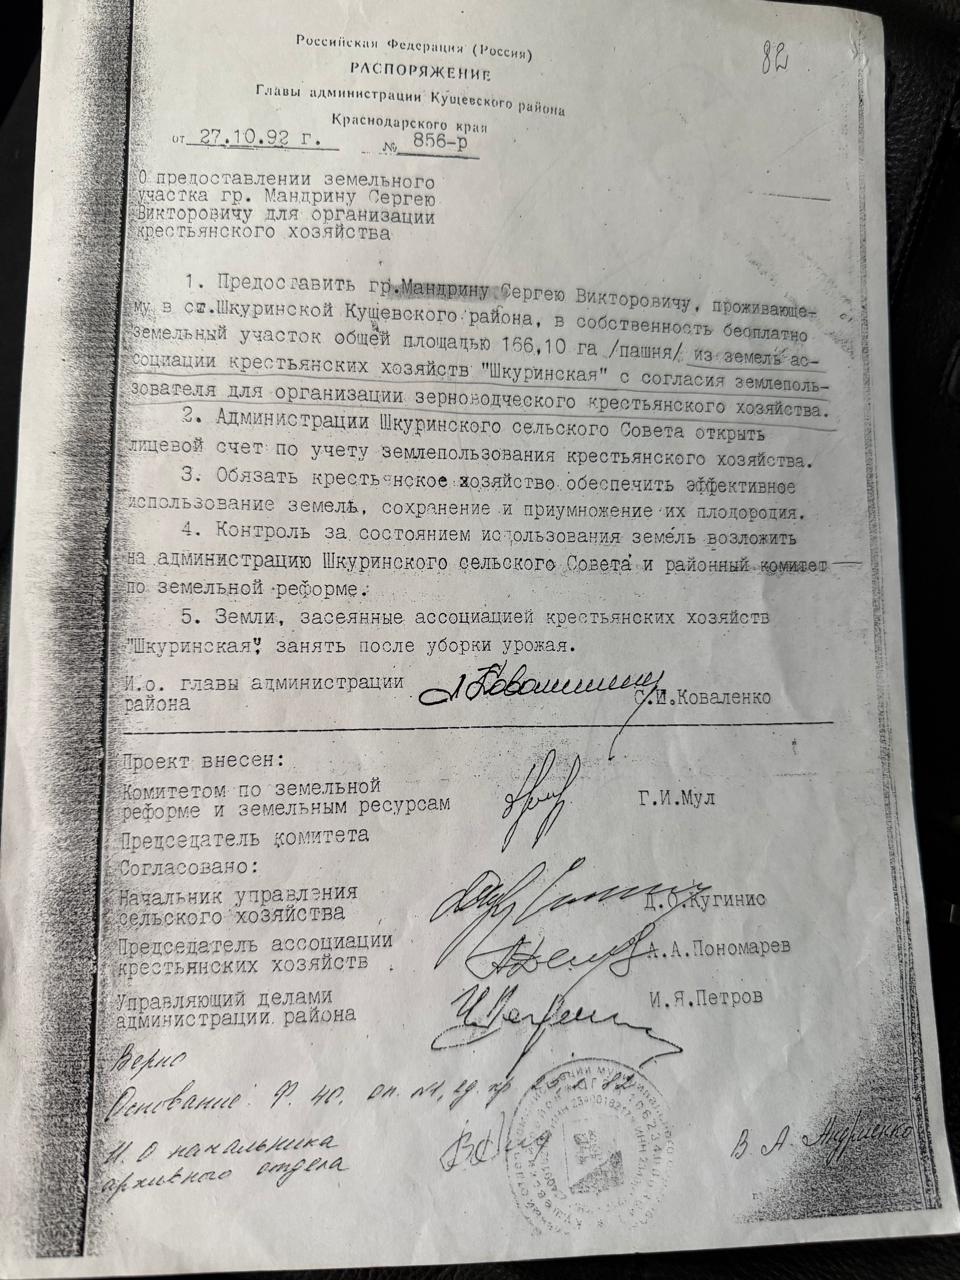 82
Российская Федерация (Россия)
РАСПОРЯЖЕНИЕ
Главы администрации Кущевского района
Краснодарского края
от 27.10.92 г. № 856-р
О предоставлении земельного
участка гр. Мандрину Сергею
Викторовичу для организации
крестьянского хозяйства
1. Предоставить гр.Мандрину Сергею Викторовичу, проживающе-
му в ст.Шкуринской Кущевского района, в собственность бесплатно
земельный участок общей площадью 166,10 га /пашня/ из земель ас-
социации крестьянских хозяйств "Шкуринская" с согласия землеполь-
зователя для организации зерноводческого крестьянского хозяйства.
2. Администрации Шкуринского сельского Совета открыть
лицевой счет по учету землепользования крестьянского хозяйства.
3. Обязать крестьянское хозяйство обеспечить эффективное
использование земель, сохранение и приумножение их плодородия.
4. Контроль за состоянием использования земель возложить
на администрацию Шкуринского сельского Совета и районный комитет
по земельной реформе.
5. Земли, засеянные ассоциацией крестьянских хозяйств
"Шкуринская", занять после уборки урожая.
И.о. главы администрации
района С.И.Коваленко
Проект внесен:
Комитетом по земельной
реформе и земельным ресурсам Г.И.Мул
Председатель комитета
Согласовано:
Начальник управления
сельского хозяйства Д.О.Кугинис
Председатель ассоциации
крестьянских хозяйств А.А.Пономарев
Управляющий делами
администрации района И.Я.Петров
Верно
Основание: Ф. 40, оп. №1, ед. хр. 82
И. О начальника
архивного отдела В. А. Андриенко